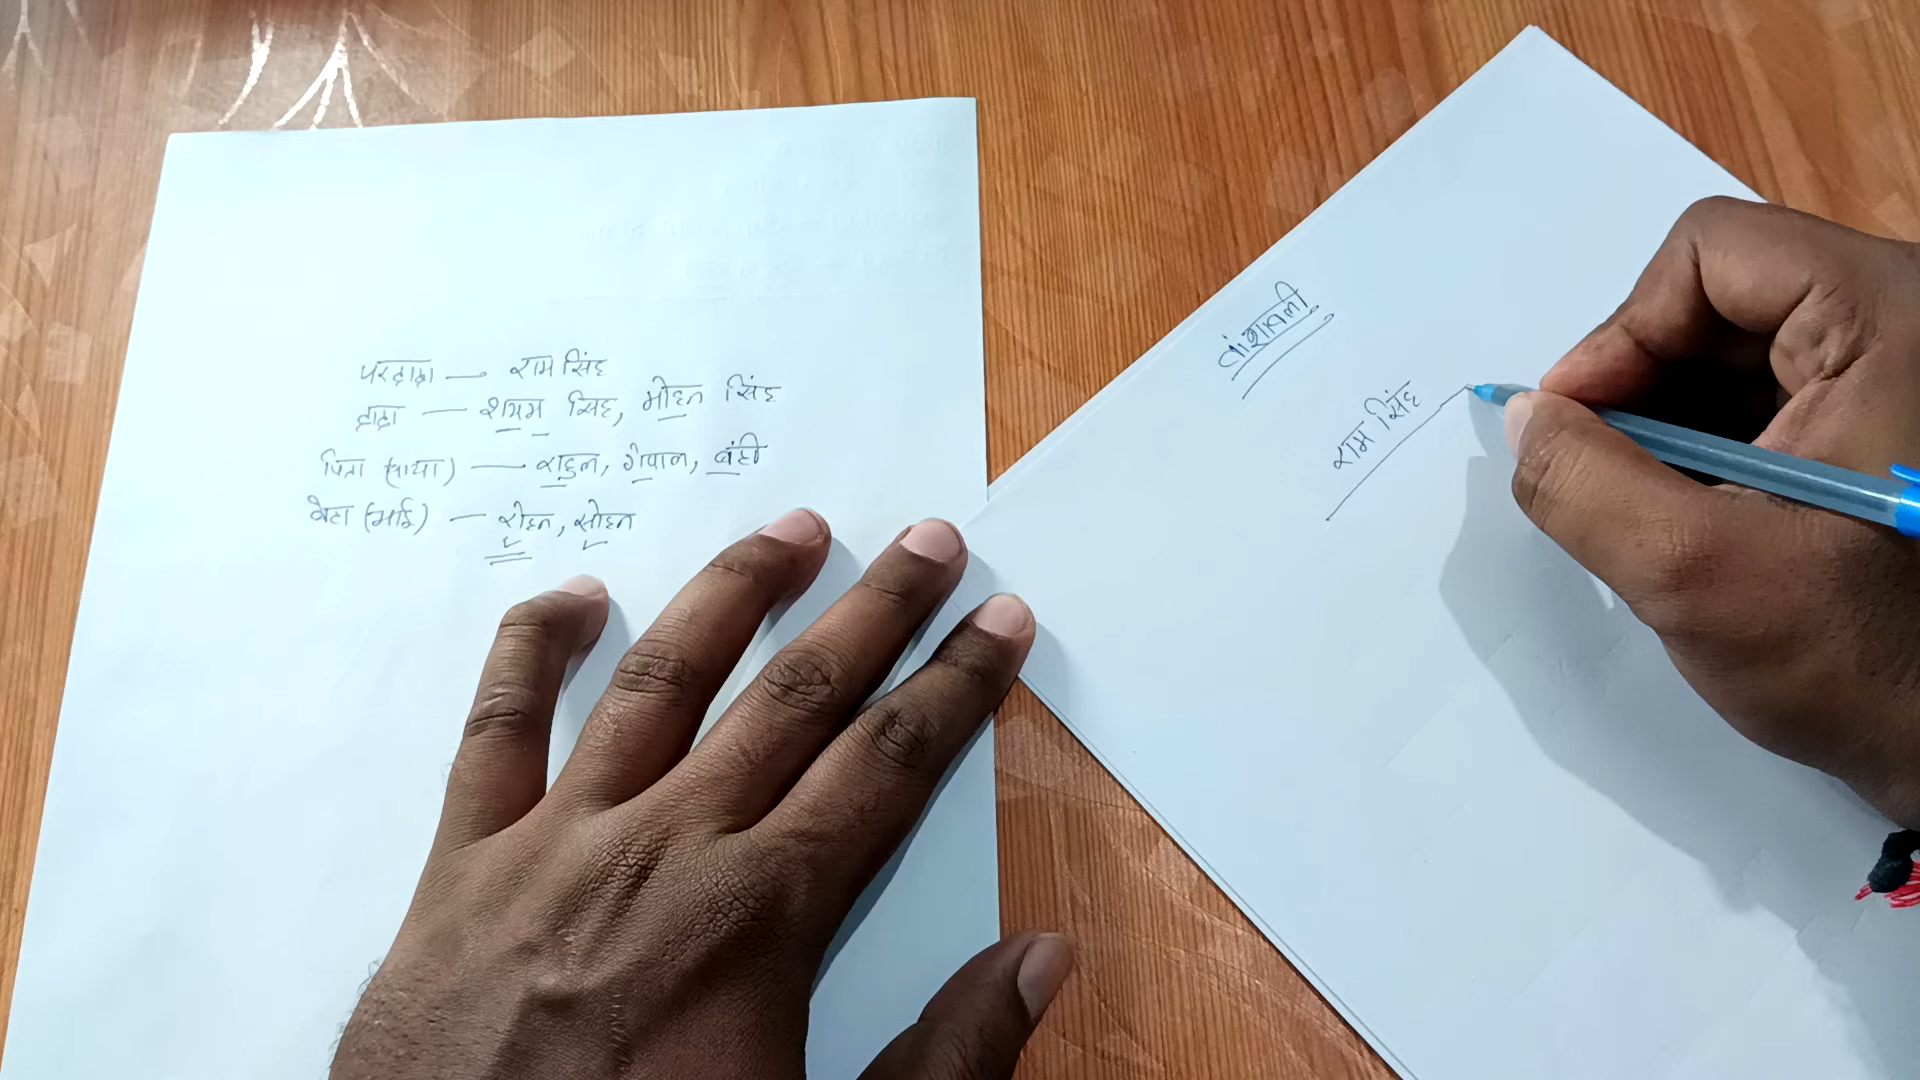 परदादा — राम सिंह
दादा — श्याम सिंह, मोहन सिंह
पिता (चाचा) — राहुल, गोपाल, बंटी
बेटा (भाई) — रोहन, सोहन
वंशावली
राम सिंह